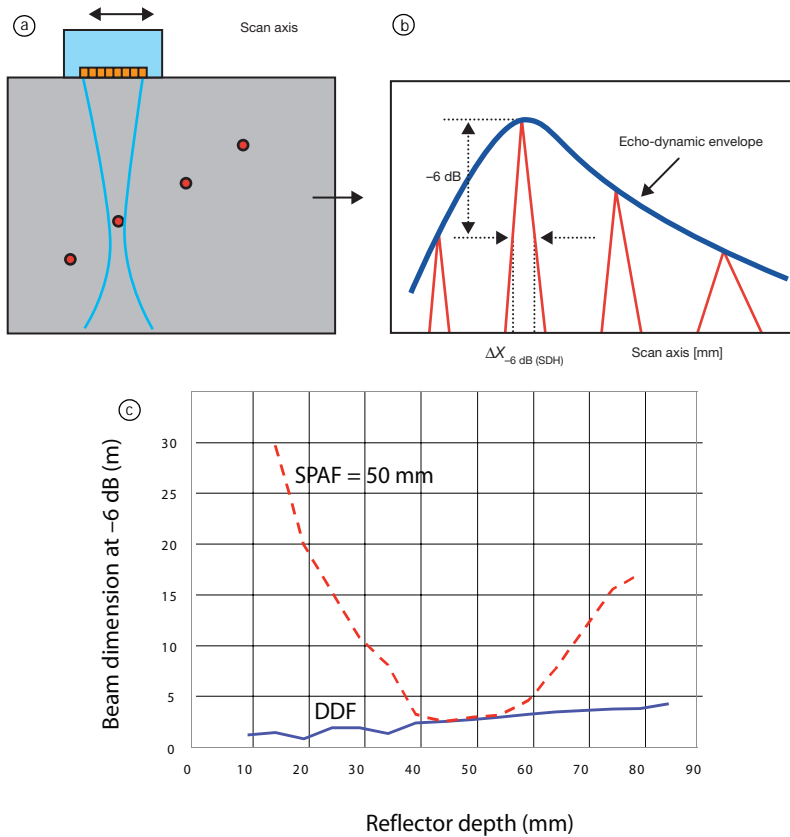 a
Scan axis
b
Echo-dynamic envelope
–6 dB
ΔX–6 dB (SDH)
Scan axis [mm]
c
Beam dimension at –6 dB (m)
30
25
20
15
10
5
0
SPAF = 50 mm
DDF
0 10 20 30 40 50 60 70 80 90
Reflector depth (mm)